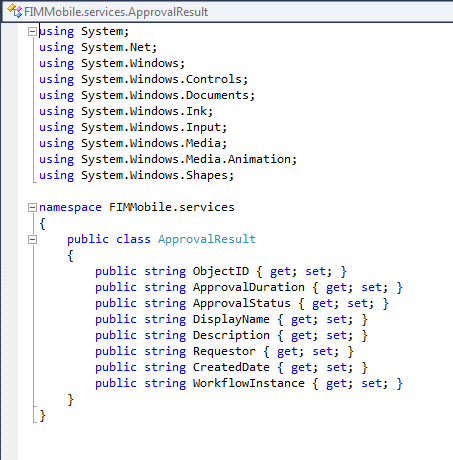 FIMMobile.services.ApprovalResult
using System;
using System.Net;
using System.Windows;
using System.Windows.Controls;
using System.Windows.Documents;
using System.Windows.Ink;
using System.Windows.Input;
using System.Windows.Media;
using System.Windows.Media.Animation;
using System.Windows.Shapes;
namespace FIMMobile.services
{
public class ApprovalResult
{
public string ObjectID { get; set; }
public string ApprovalDuration { get; set; }
public string ApprovalStatus { get; set; }
public string DisplayName { get; set; }
public string Description { get; set; }
public string Requestor { get; set; }
public string CreatedDate { get; set; }
public string WorkflowInstance { get; set; }
}
}